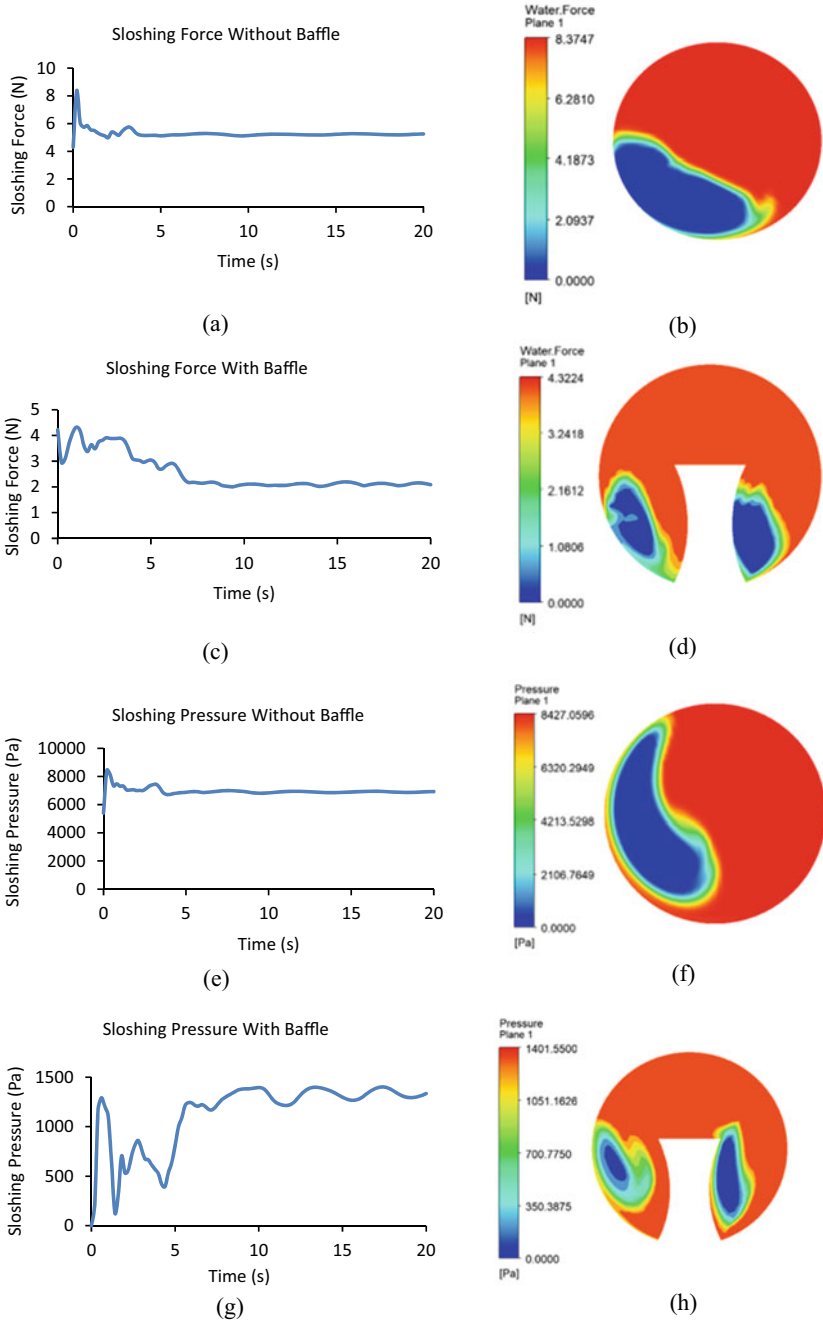 Sloshing Force Without Baffle
Sloshing Force (N)
10
8
6
4
2
0
0 5 10 15 20
Time (s)
(a)
Water.Force
Plane 1
8.3747
6.2810
4.1873
2.0937
0.0000
[N]
(b)
Sloshing Force With Baffle
Sloshing Force (N)
5
4
3
2
1
0
0 5 10 15 20
Time (s)
(c)
Water.Force
Plane 1
4.3224
3.2418
2.1612
1.0806
0.0000
[N]
(d)
Sloshing Pressure Without Baffle
Sloshing Pressure (Pa)
10000
8000
6000
4000
2000
0
0 5 10 15 20
Time (s)
(e)
Pressure
Plane 1
8427.0596
6320.2949
4213.5298
2106.7649
0.0000
[Pa]
(f)
Sloshing Pressure With Baffle
Sloshing Pressure (Pa)
1500
1000
500
0
0 5 10 15 20
Time (s)
(g)
Pressure
Plane 1
1401.5500
1051.1626
700.7750
350.3875
0.0000
[Pa]
(h)